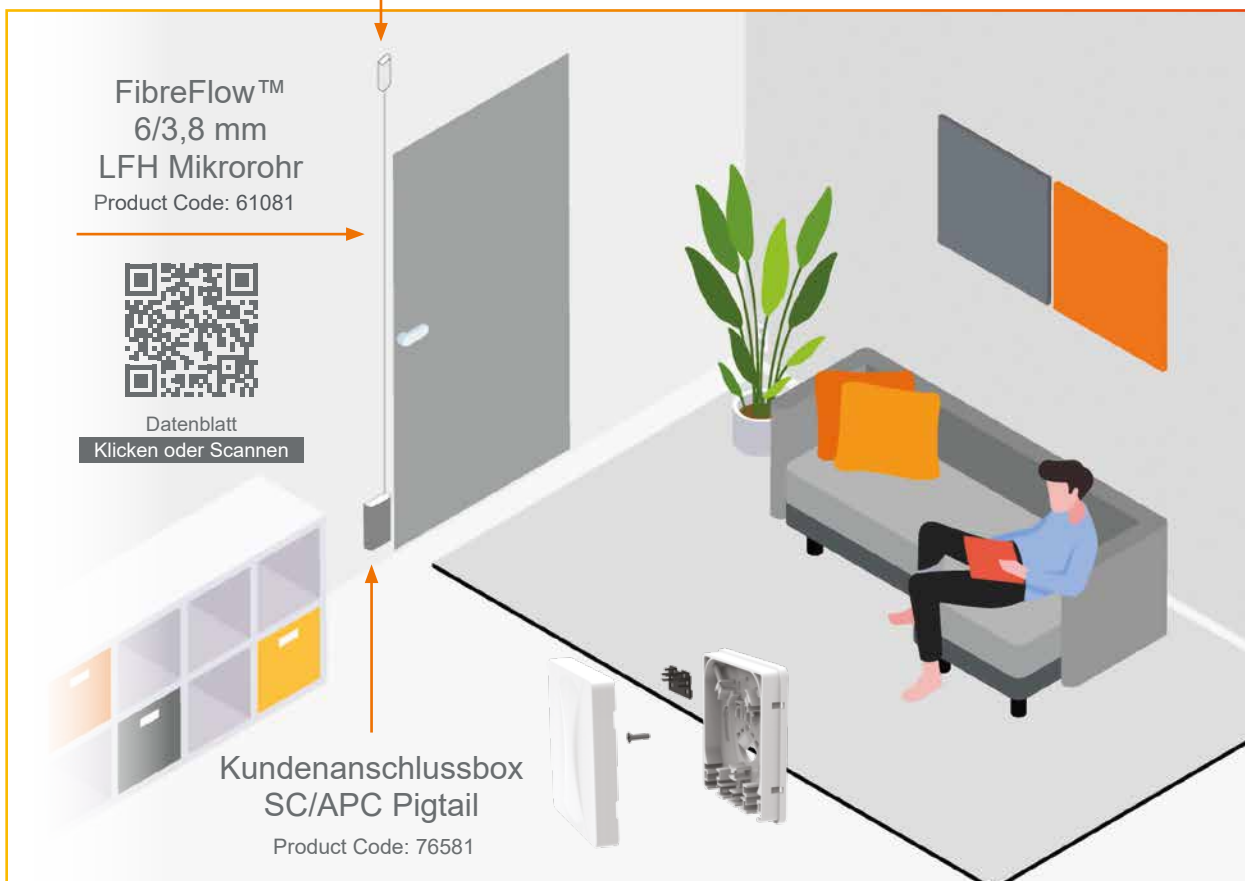 FibreFlow™
6/3,8 mm
LFH Mikrorohr
Product Code: 61081
Datenblatt
Klicken oder Scannen
Kundenanschlussbox
SC/APC Pigtail
Product Code: 76581